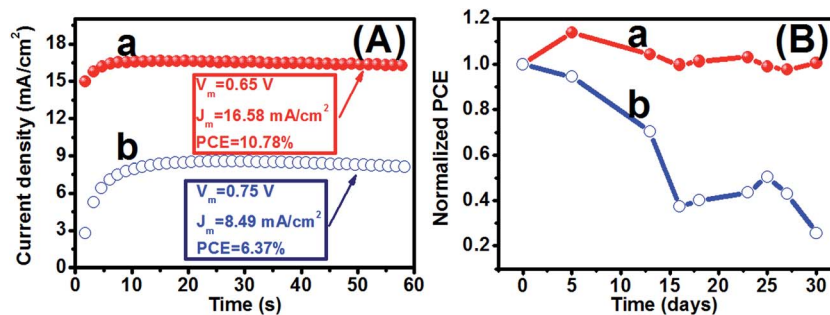 (A)
a
b
V_m=0.65 V
J_m=16.58 mA/cm²
PCE=10.78%
V_m=0.75 V
J_m=8.49 mA/cm²
PCE=6.37%
Current density (mA/cm²)
18
15
12
9
6
3
0
0 10 20 30 40 50 60
Time (s)
(B)
a
b
Normalized PCE
1.2
1.0
0.8
0.6
0.4
0.2
0 5 10 15 20 25 30
Time (days)